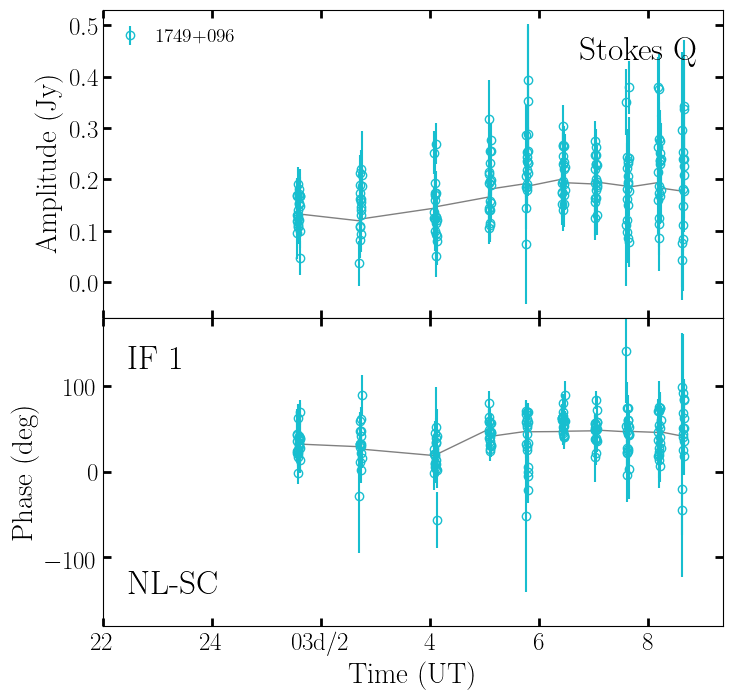 1749+096
Stokes Q
0.5
0.4
0.3
0.2
0.1
0.0
Amplitude (Jy)
IF 1
100
0
−100
Phase (deg)
NL-SC
22 24 03d/2 4 6 8
Time (UT)